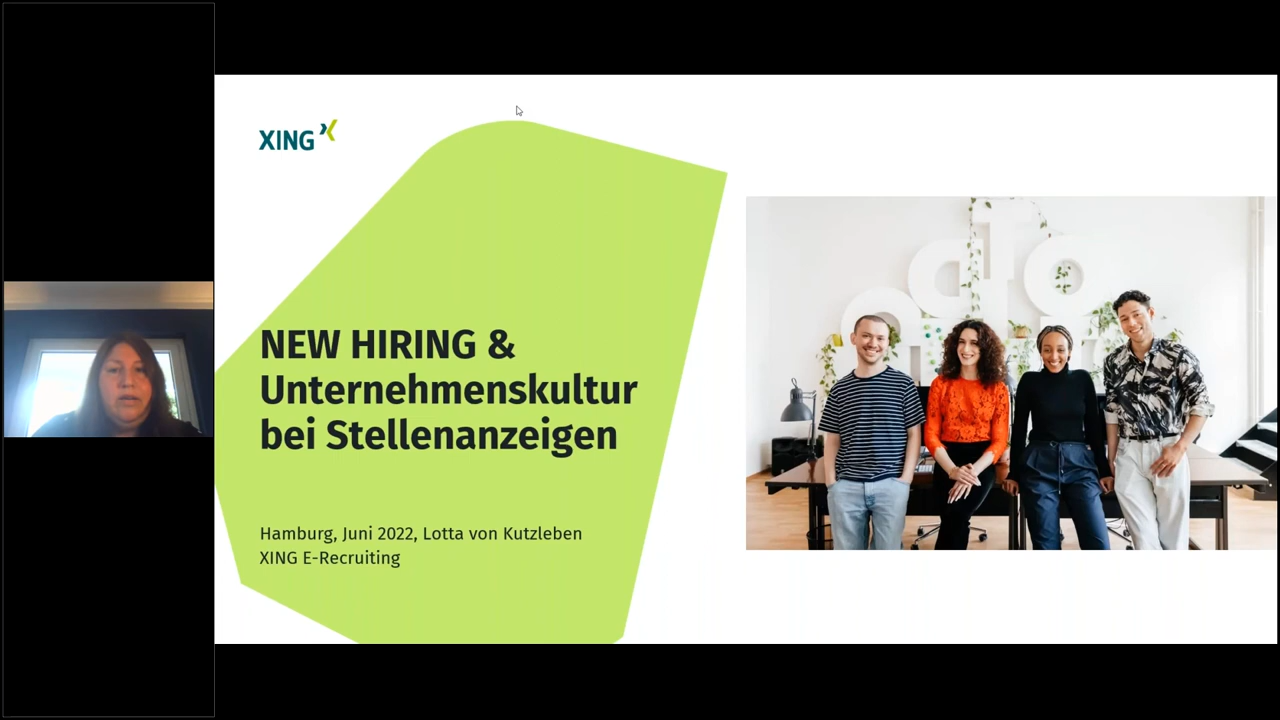 XING
NEW HIRING &
Unternehmenskultur
bei Stellenanzeigen
Hamburg, Juni 2022, Lotta von Kutzleben
XING E-Recruiting